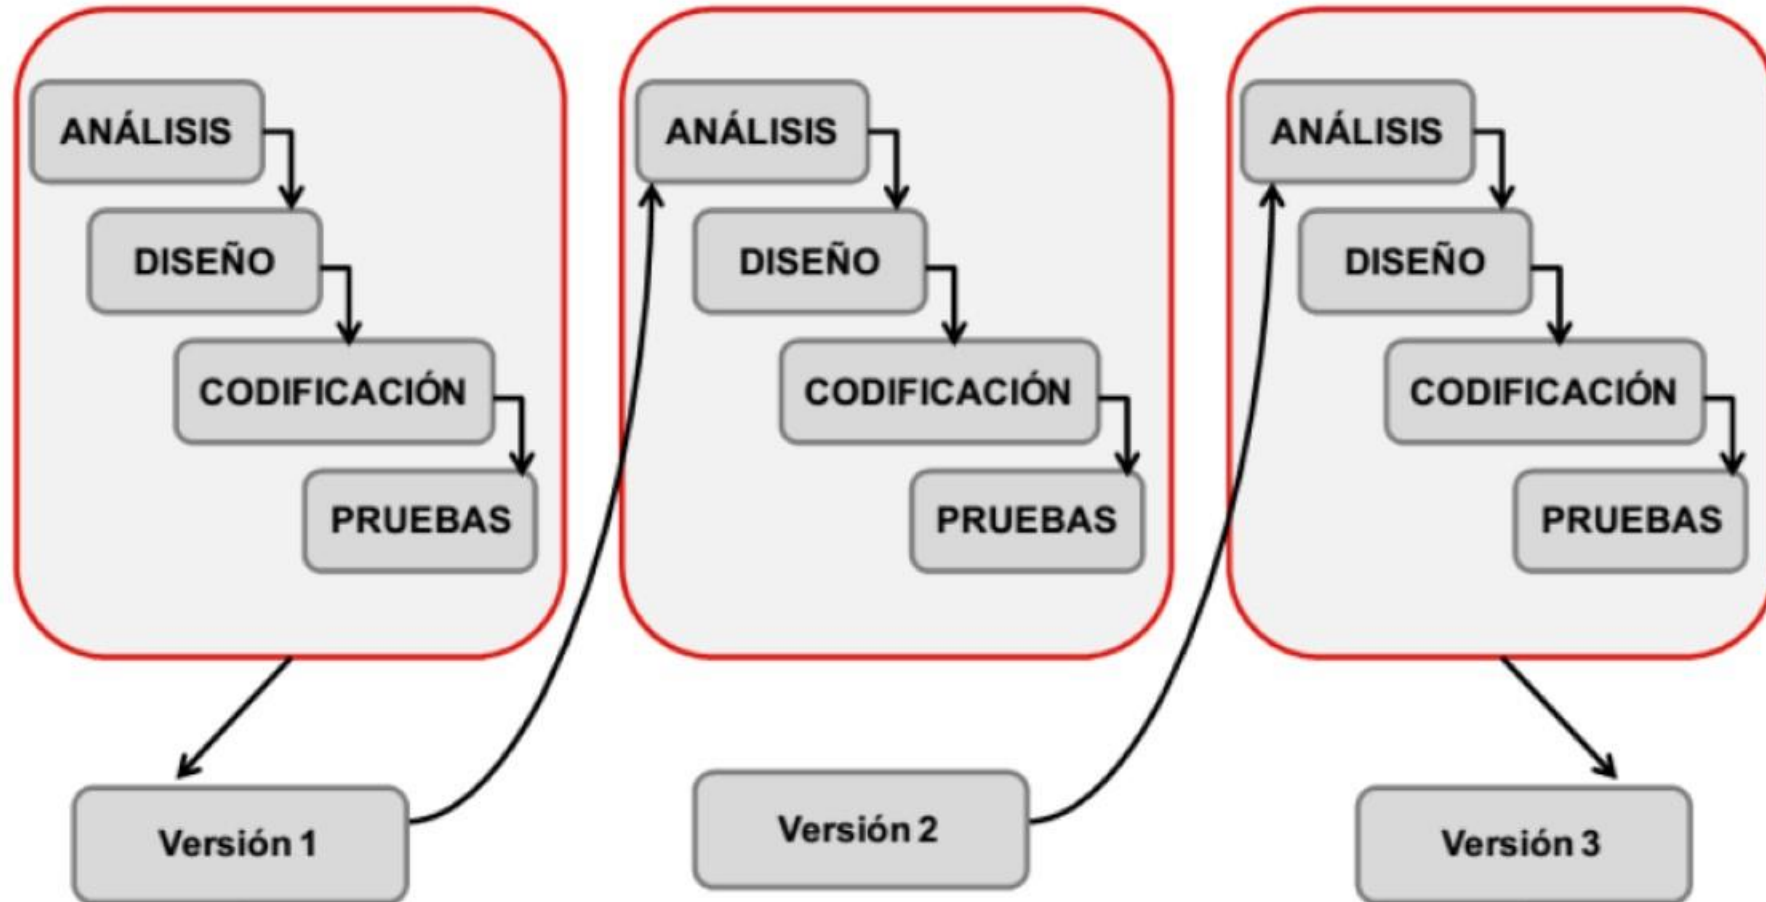 ANÁLISIS
DISEÑO
CODIFICACIÓN
PRUEBAS
ANÁLISIS
DISEÑO
CODIFICACIÓN
PRUEBAS
ANÁLISIS
DISEÑO
CODIFICACIÓN
PRUEBAS
Versión 1
Versión 2
Versión 3